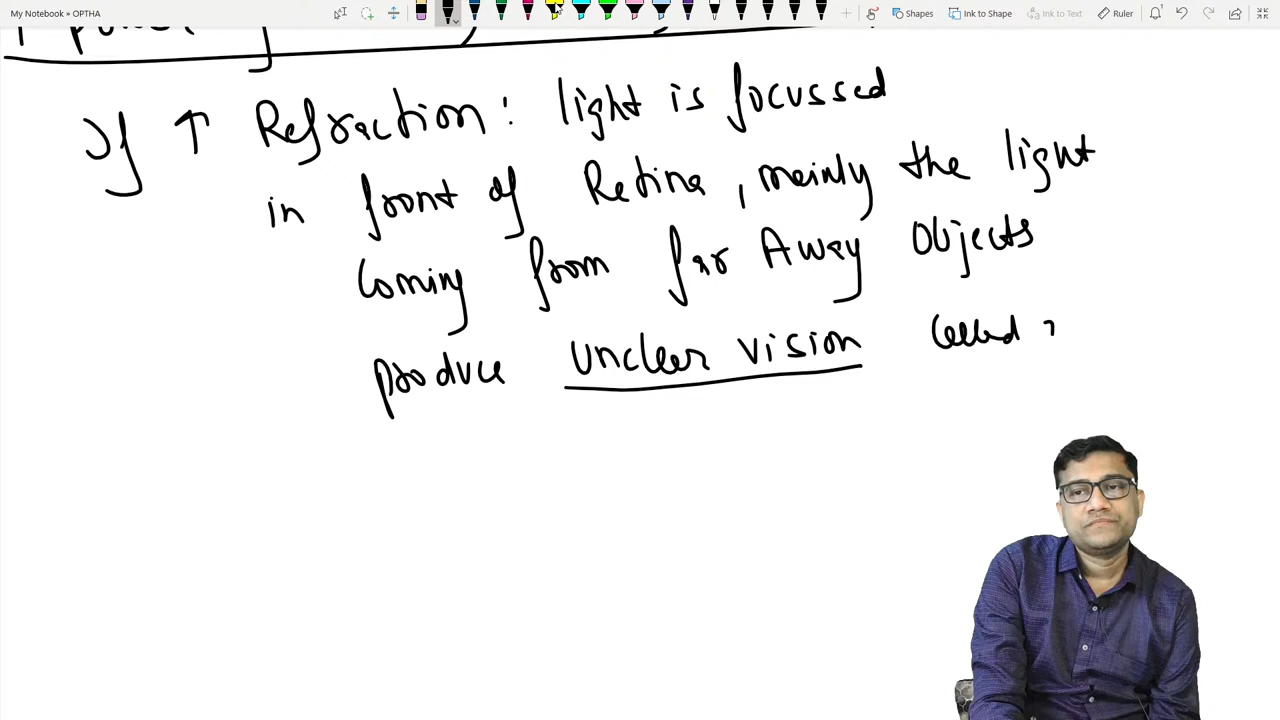 My Notebook » OPTHA
Shapes
Ink to Shape
Ink to Text
Ruler
↑ power
If ↑ Refraction: light is focussed
in front of Retina, mainly the light
coming from far Away Objects
produce unclear vision called